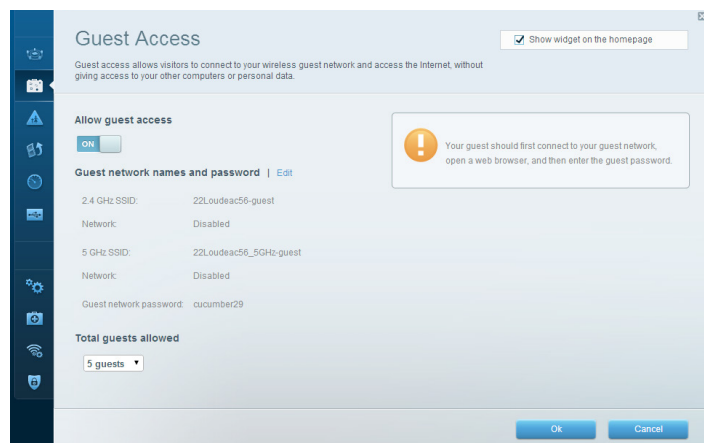 Guest Access
Show widget on the homepage
Guest access allows visitors to connect to your wireless guest network and access the Internet, without
giving access to your other computers or personal data.
Allow guest access
ON
Your guest should first connect to your guest network,
open a web browser, and then enter the guest password.
Guest network names and password | Edit
2.4 GHz SSID: 22Loudeac56-guest
Network: Disabled
5 GHz SSID: 22Loudeac56_5GHz-guest
Network: Disabled
Guest network password: cucumber29
Total guests allowed
5 guests
Ok Cancel